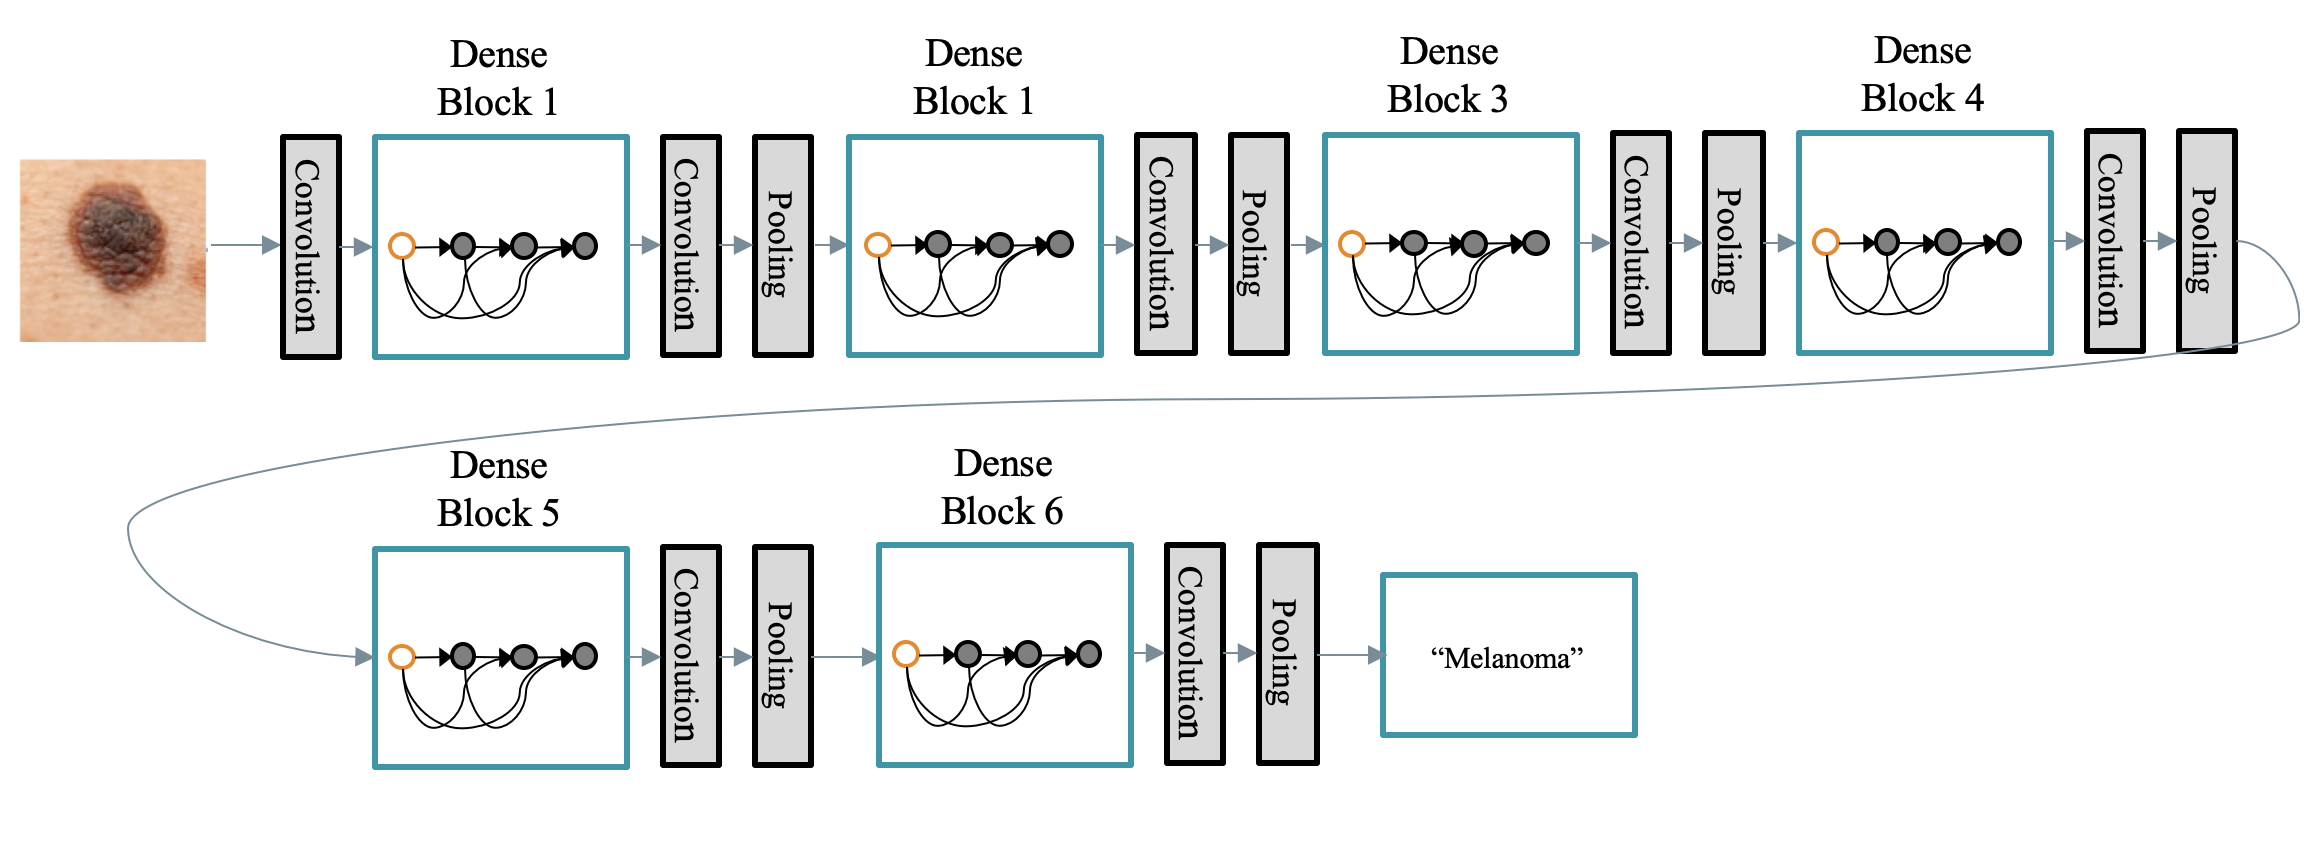 Dense
Block 1
Dense
Block 1
Dense
Block 3
Dense
Block 4
Convolution
Convolution
Pooling
Convolution
Pooling
Convolution
Pooling
Convolution
Pooling
Dense
Block 5
Dense
Block 6
Convolution
Pooling
Convolution
Pooling
“Melanoma”